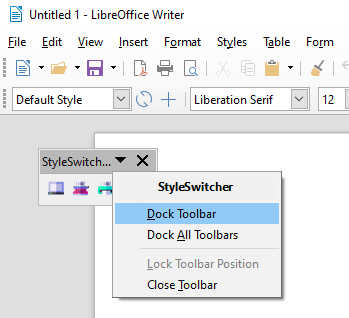 Untitled 1 - LibreOffice Writer
File Edit View Insert Format Styles Table Form
Default Style Liberation Serif 12
StyleSwitch...
StyleSwitcher
Dock Toolbar
Dock All Toolbars
Lock Toolbar Position
Close Toolbar